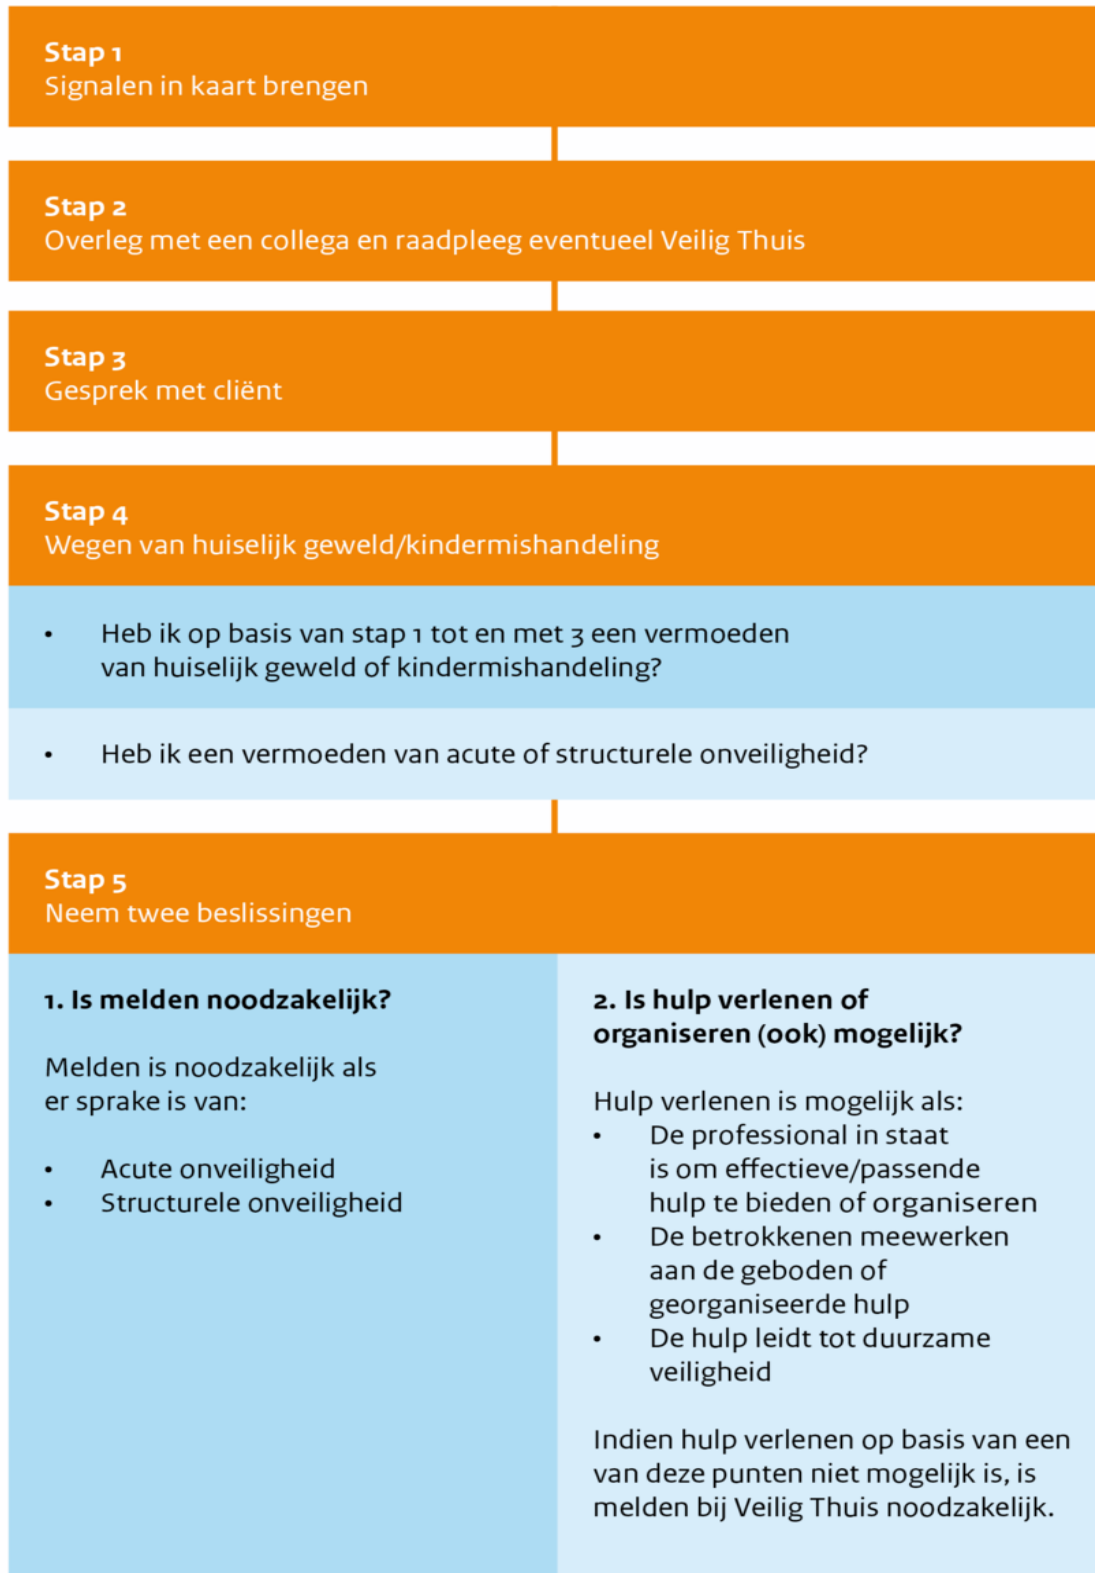 Stap 1
Signalen in kaart brengen
Stap 2
Overleg met een collega en raadpleeg eventueel Veilig Thuis
Stap 3
Gesprek met cliënt
Stap 4
Wegen van huiselijk geweld/kindermishandeling
• Heb ik op basis van stap 1 tot en met 3 een vermoeden
van huiselijk geweld of kindermishandeling?
• Heb ik een vermoeden van acute of structurele onveiligheid?
Stap 5
Neem twee beslissingen
1. Is melden noodzakelijk?
Melden is noodzakelijk als
er sprake is van:
• Acute onveiligheid
• Structurele onveiligheid
2. Is hulp verlenen of
organiseren (ook) mogelijk?
Hulp verlenen is mogelijk als:
• De professional in staat
is om effectieve/passende
hulp te bieden of organiseren
• De betrokkenen meewerken
aan de geboden of
georganiseerde hulp
• De hulp leidt tot duurzame
veiligheid
Indien hulp verlenen op basis van een
van deze punten niet mogelijk is, is
melden bij Veilig Thuis noodzakelijk.